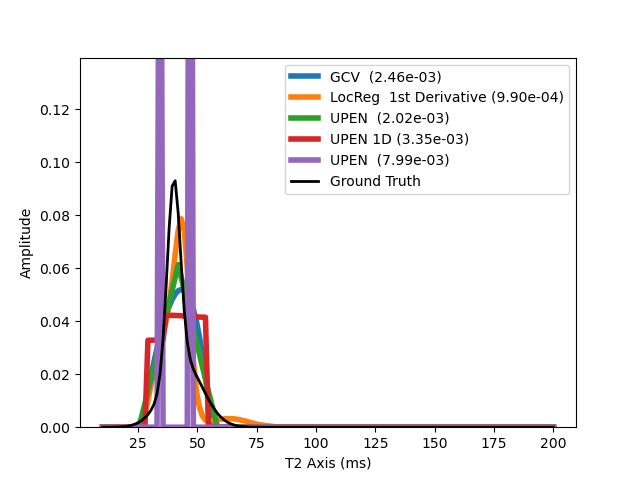 GCV  (2.46e-03)
LocReg  1st Derivative (9.90e-04)
UPEN  (2.02e-03)
UPEN 1D (3.35e-03)
UPEN  (7.99e-03)
Ground Truth
Amplitude
0.12
0.10
0.08
0.06
0.04
0.02
0.00
25 50 75 100 125 150 175 200
T2 Axis (ms)